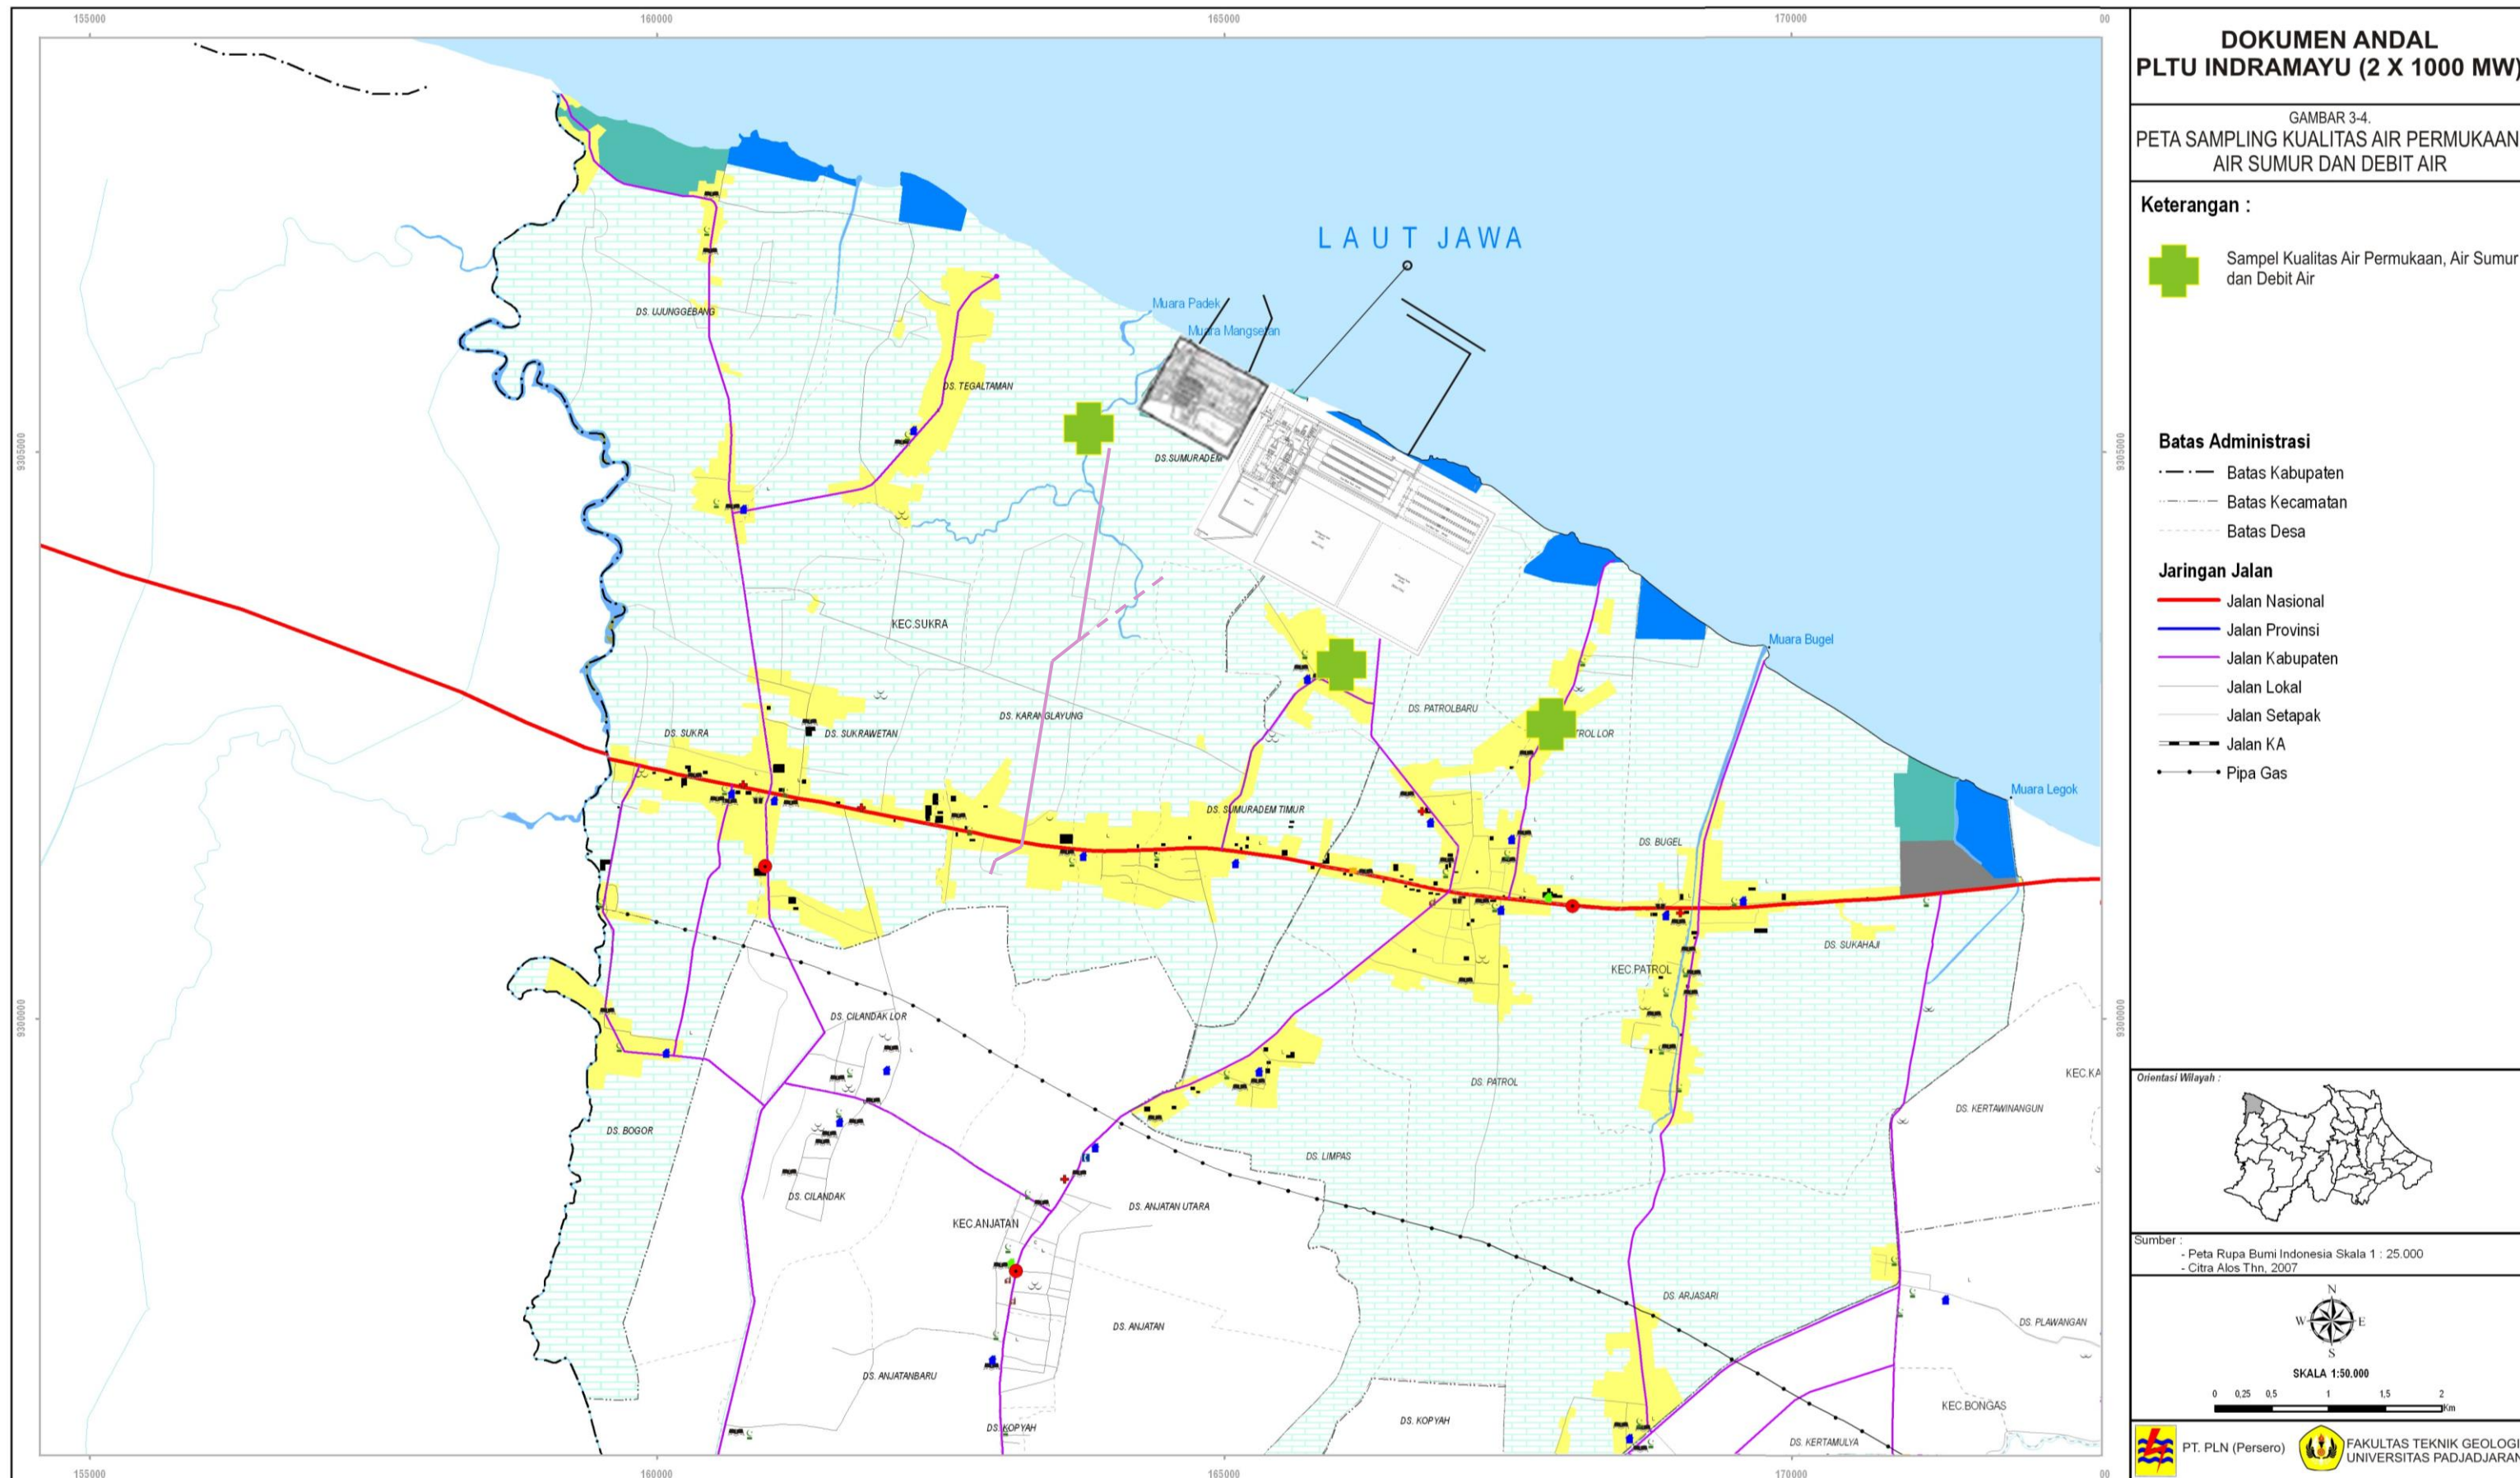 155000
160000
165000
170000
00
DOKUMEN ANDAL
PLTU INDRAMAYU (2 X 1000 MW)
GAMBAR 3-4.
PETA SAMPLING KUALITAS AIR PERMUKAAN
AIR SUMUR DAN DEBIT AIR
Keterangan :
Sampel Kualitas Air Permukaan, Air Sumur
dan Debit Air
Batas Administrasi
Batas Kabupaten
Batas Kecamatan
Batas Desa
Jaringan Jalan
Jalan Nasional
Jalan Provinsi
Jalan Kabupaten
Jalan Lokal
Jalan Setapak
Jalan KA
Pipa Gas
Orientasi Wilayah :
Sumber :
- Peta Rupa Bumi Indonesia Skala 1 : 25.000
- Citra Alos Thn, 2007
N
W
E
S
SKALA 1:50.000
0 0,25 0,5 1 1,5 2
Km
PT. PLN (Persero)
FAKULTAS TEKNIK GEOLOGI
UNIVERSITAS PADJADJARAN
LAUT JAWA
Muara Padek
Muara Mangsetan
DS. UJUNGGEBANG
DS. TEGALTAMAN
9305000
9305000
DS.SUMURADEM
KEC.SUKRA
Muara Bugel
DS. KARANGLAYUNG
DS. PATROLBARU
DS. SUKRA
DS. SUKRAWETAN
ROL LOR
Muara Legok
DS. SUMURADEM TIMUR
DS. BUGEL
DS. SUKAHAJI
KEC.PATROL
9300000
9300000
DS. CILANDAK LOR
KEC.KA
DS. PATROL
DS. KERTAWINANGUN
DS. BOGOR
DS. LIMPAS
DS. CILANDAK
DS. ANJATAN UTARA
KEC.ANJATAN
DS. ARJASARI
DS. PLAWANGAN
DS. ANJATAN
DS. ANJATANBARU
KEC.BONGAS
DS. KOPYAH
DS. KOPYAH
DS. KERTAMULYA
155000
160000
165000
170000
00